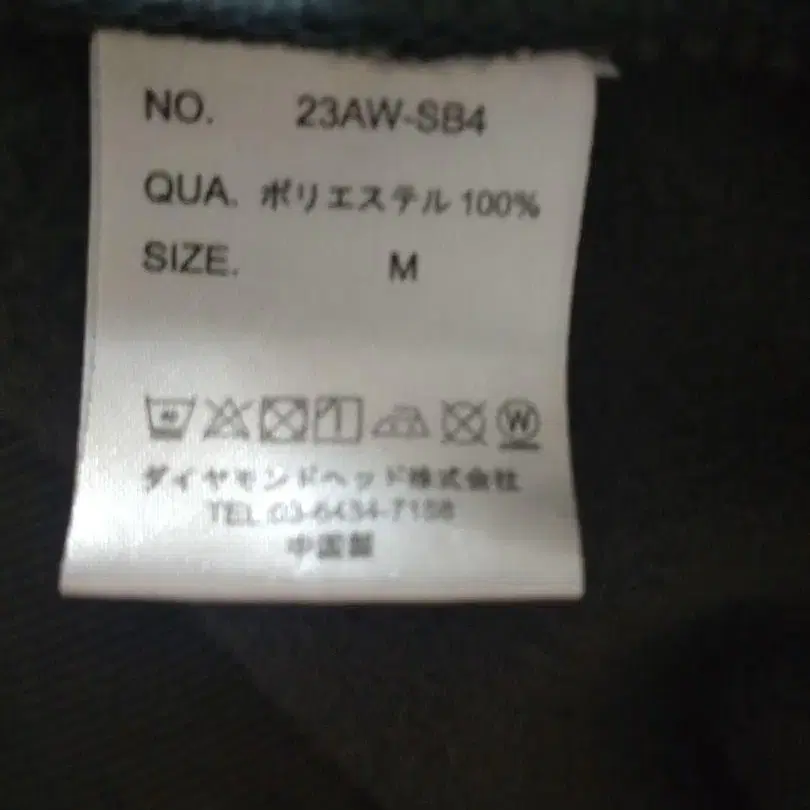 NO. 23AW-SB4
QUA. ポリエステル 100%
SIZE. M
W
ダイヤモンドヘッド株式会社
TEL 03-6434-7158
中国製